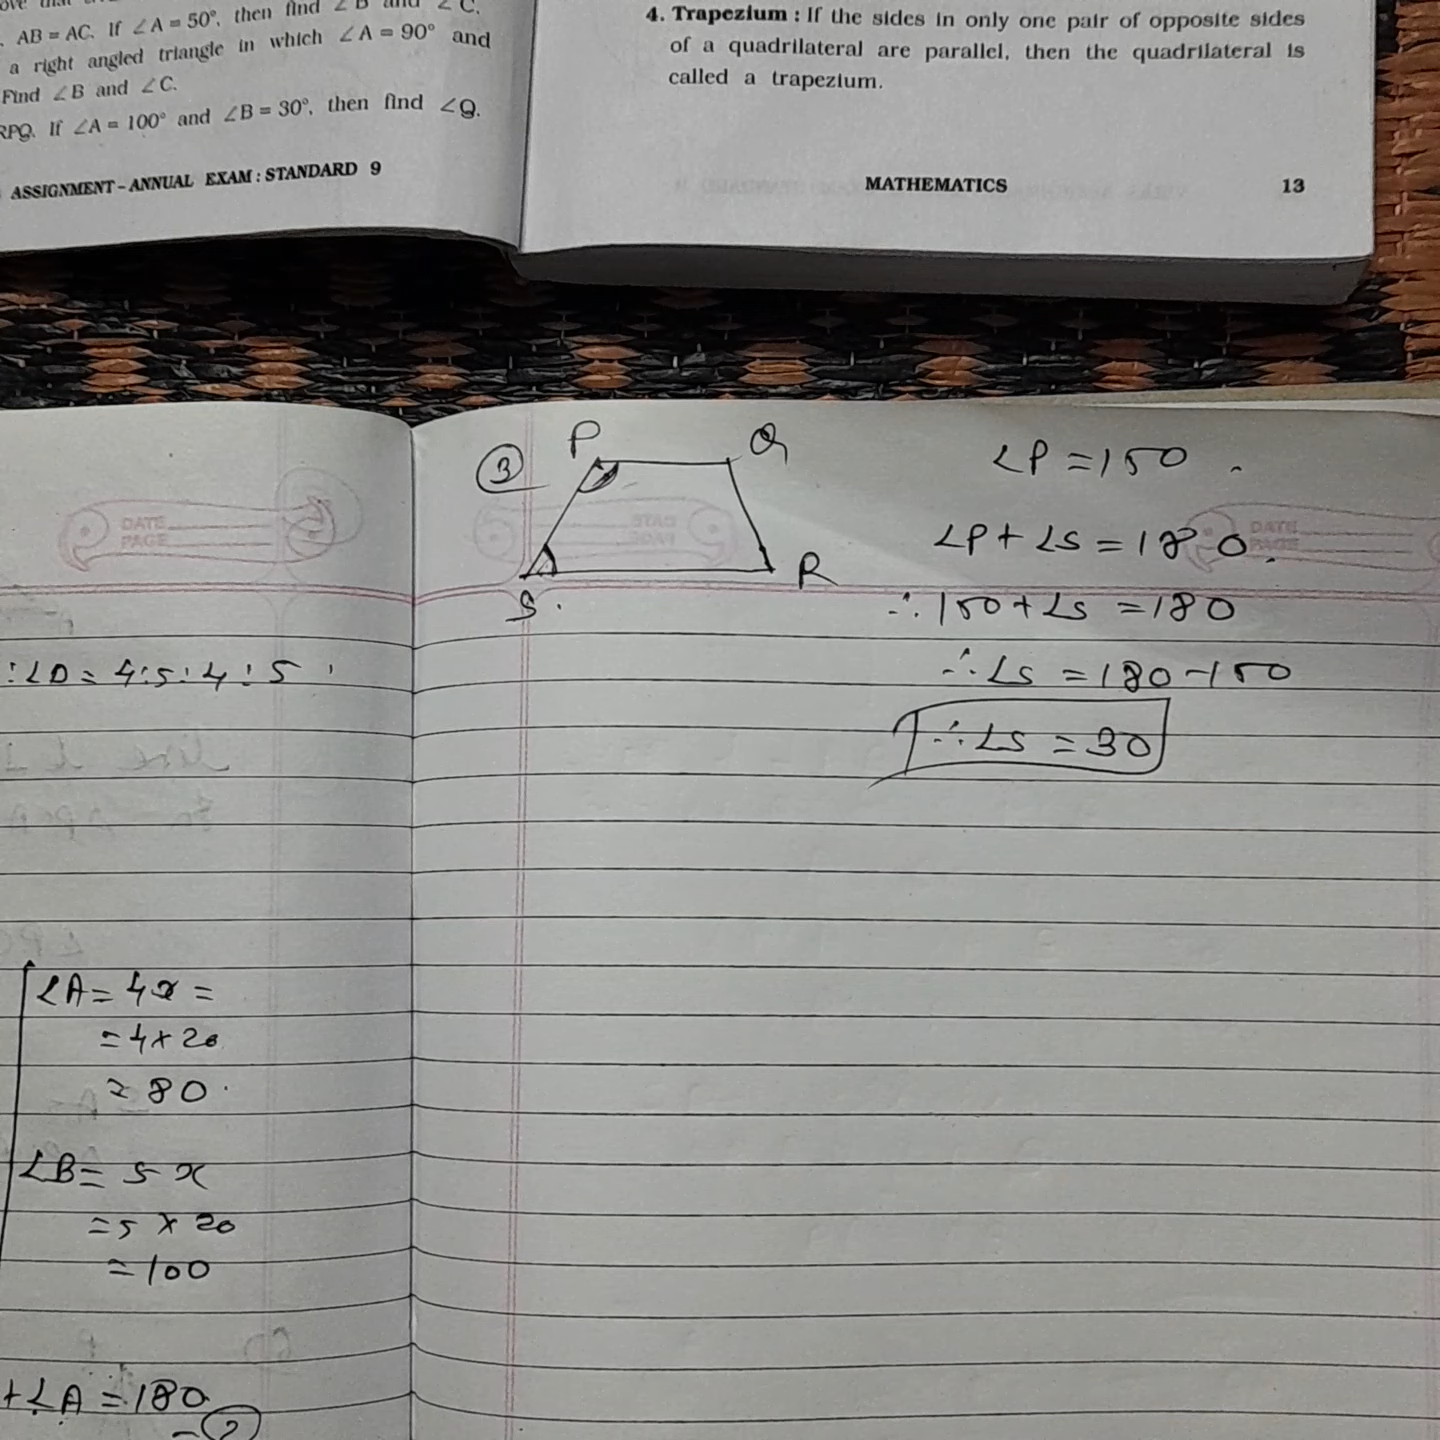 AB = AC. If ∠A = 50°, then find ∠B and ∠C.
a right angled triangle in which ∠A = 90° and
Find ∠B and ∠C.
RPQ. If ∠A = 100° and ∠B = 30°, then find ∠Q.
ASSIGNMENT – ANNUAL EXAM : STANDARD 9
4. Trapezium : If the sides in only one pair of opposite sides
of a quadrilateral are parallel, then the quadrilateral is
called a trapezium.
MATHEMATICS 13
DATE
PAGE
: ∠D = 4:5:4:5
∠A = 4x =
= 4 × 20
= 80
∠B = 5x
= 5 × 20
= 100
+ ∠A = 180
- ②
③
P Q
S R
DATE
PAGE
∠P = 150
∠P + ∠S = 180
∴ 150 + ∠S = 180
∴ ∠S = 180 - 150
∴ ∠S = 30